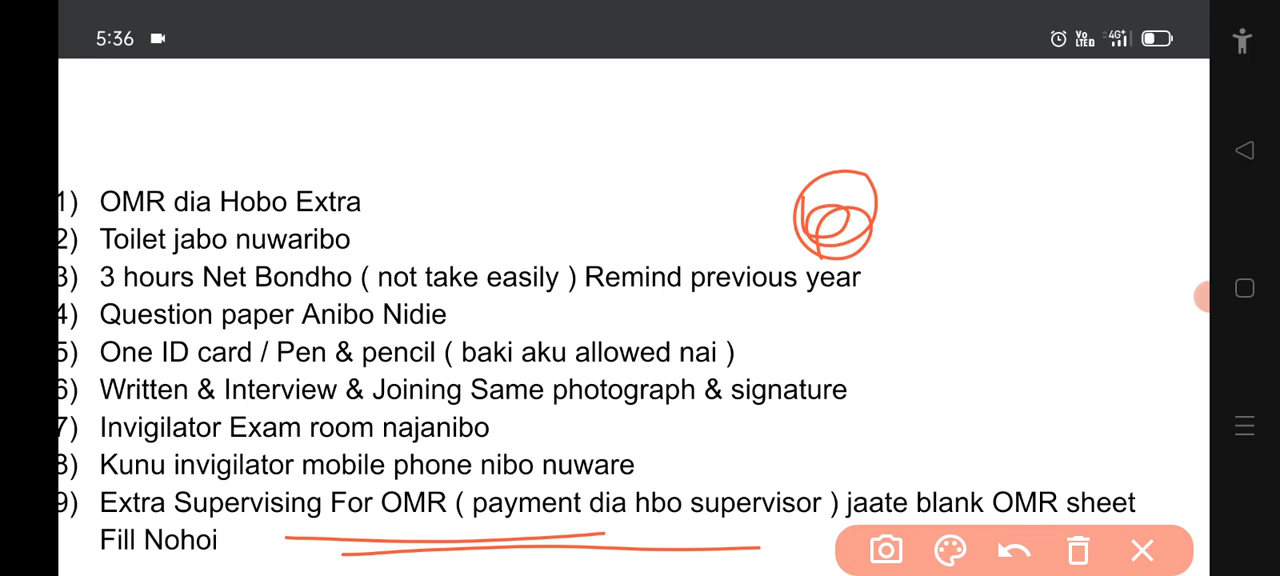 5:36
Vo LTE 4G+
1) OMR dia Hobo Extra
2) Toilet jabo nuwaribo
3) 3 hours Net Bondho ( not take easily ) Remind previous year
4) Question paper Anibo Nidie
5) One ID card / Pen & pencil ( baki aku allowed nai )
6) Written & Interview & Joining Same photograph & signature
7) Invigilator Exam room najanibo
8) Kunu invigilator mobile phone nibo nuware
9) Extra Supervising For OMR ( payment dia hbo supervisor ) jaate blank OMR sheet
Fill Nohoi